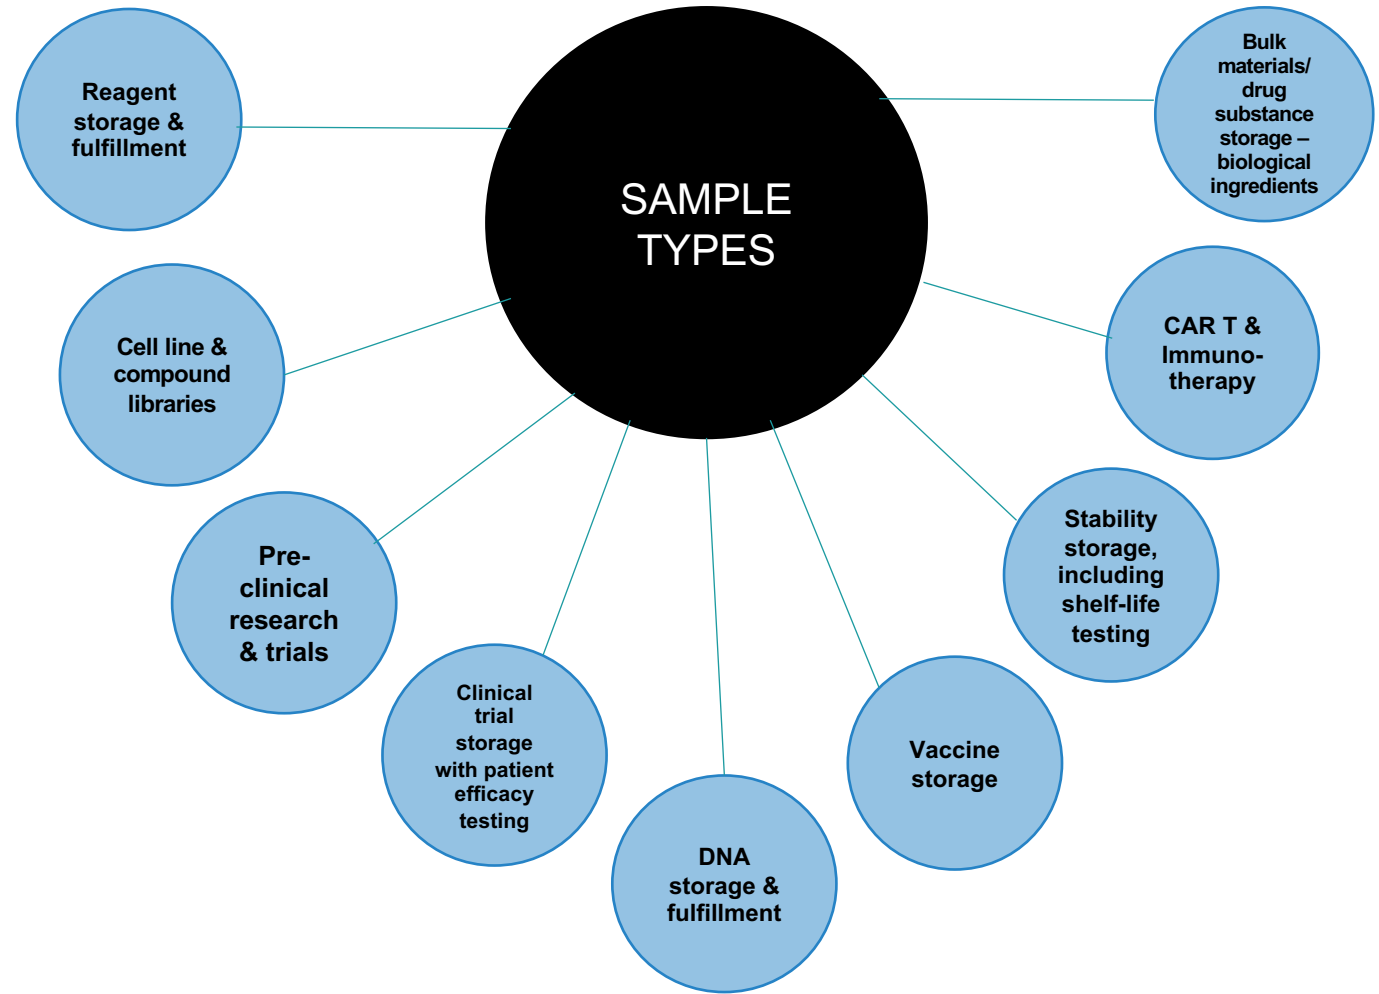 SAMPLE
TYPES
Reagent
storage &
fulfillment
Cell line &
compound
libraries
Pre-
clinical
research
& trials
Clinical
trial
storage
with patient
efficacy
testing
DNA
storage &
fulfillment
Vaccine
storage
Stability
storage,
including
shelf-life
testing
CAR T &
Immuno-
therapy
Bulk
materials/
drug
substance
storage –
biological
ingredients